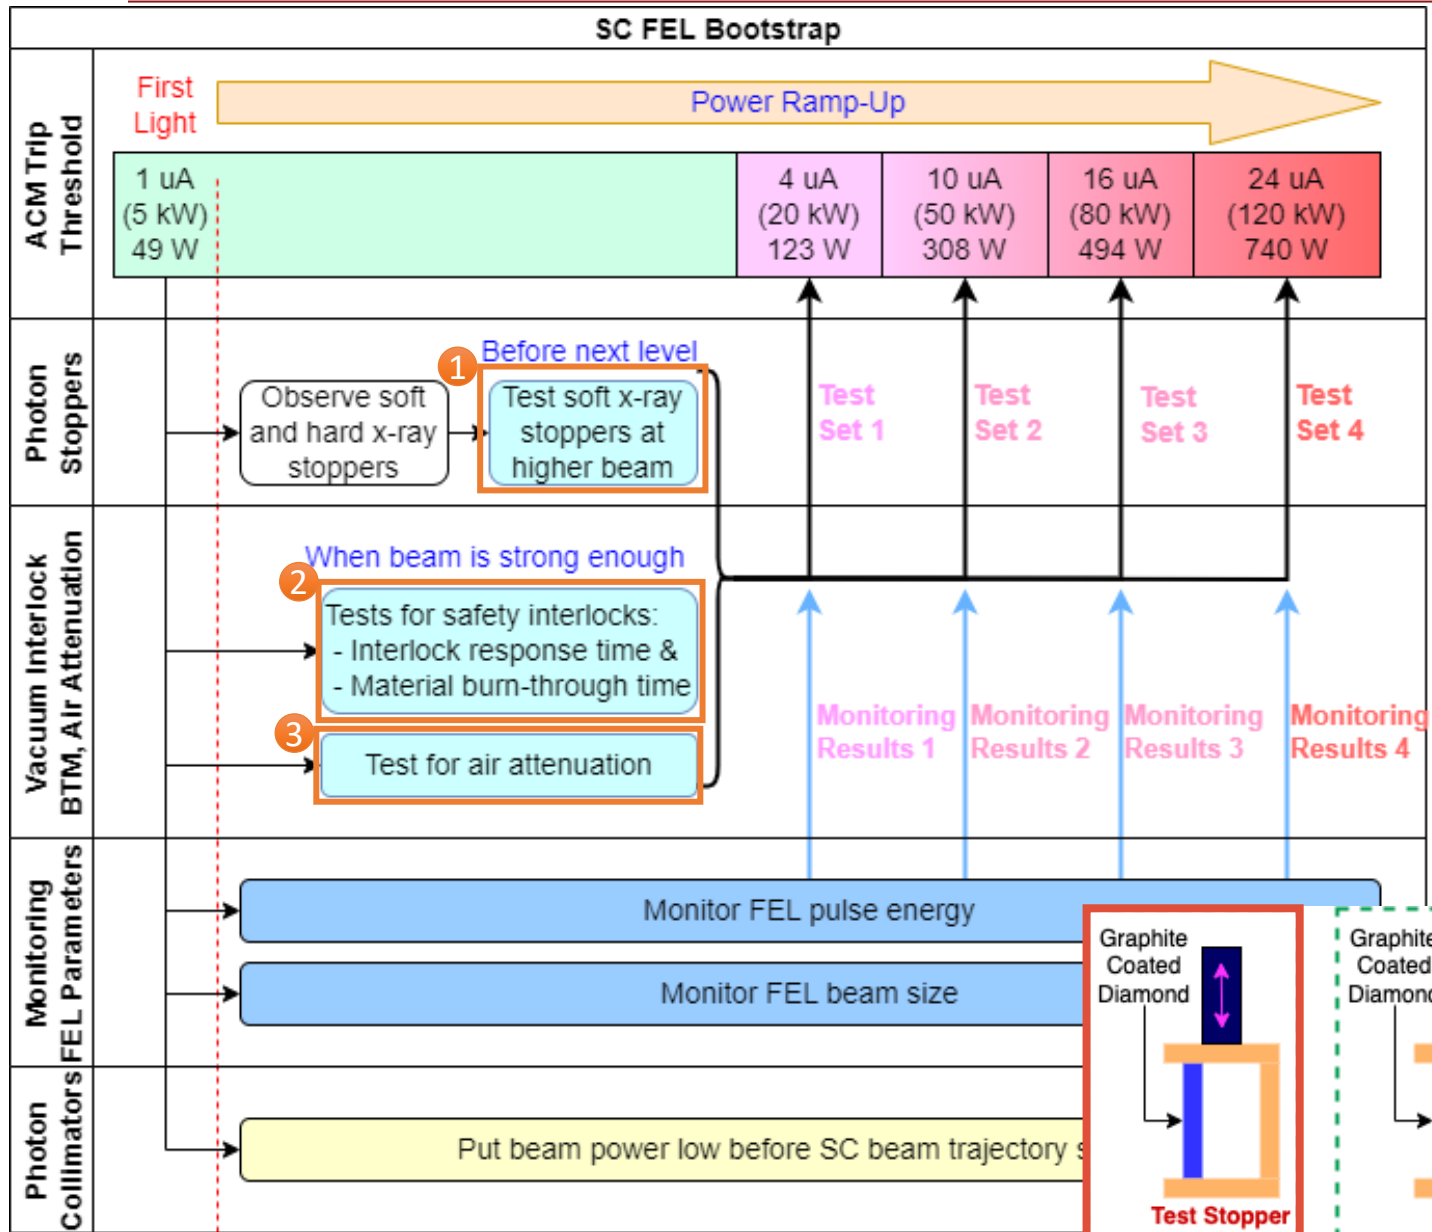 SC FEL Bootstrap
ACM Trip
Threshold
First
Light
Power Ramp-Up
1 uA
(5 kW)
49 W
4 uA
(20 kW)
123 W
10 uA
(50 kW)
308 W
16 uA
(80 kW)
494 W
24 uA
(120 kW)
740 W
Photon
Stoppers
Observe soft
and hard x-ray
stoppers
1
Before next level
Test soft x-ray
stoppers at
higher beam
Test
Set 1
Test
Set 2
Test
Set 3
Test
Set 4
Vacuum Interlock
BTM, Air Attenuation
When beam is strong enough
2
Tests for safety interlocks:
- Interlock response time &
- Material burn-through time
3
Test for air attenuation
Monitoring
Results 1
Monitoring
Results 2
Monitoring
Results 3
Monitoring
Results 4
Monitoring
FEL Parameters
Monitor FEL pulse energy
Monitor FEL beam size
Photon
Collimators
Put beam power low before SC beam trajectory s
Graphite
Coated
Diamond
Test Stopper
Graphite
Coated
Diamond